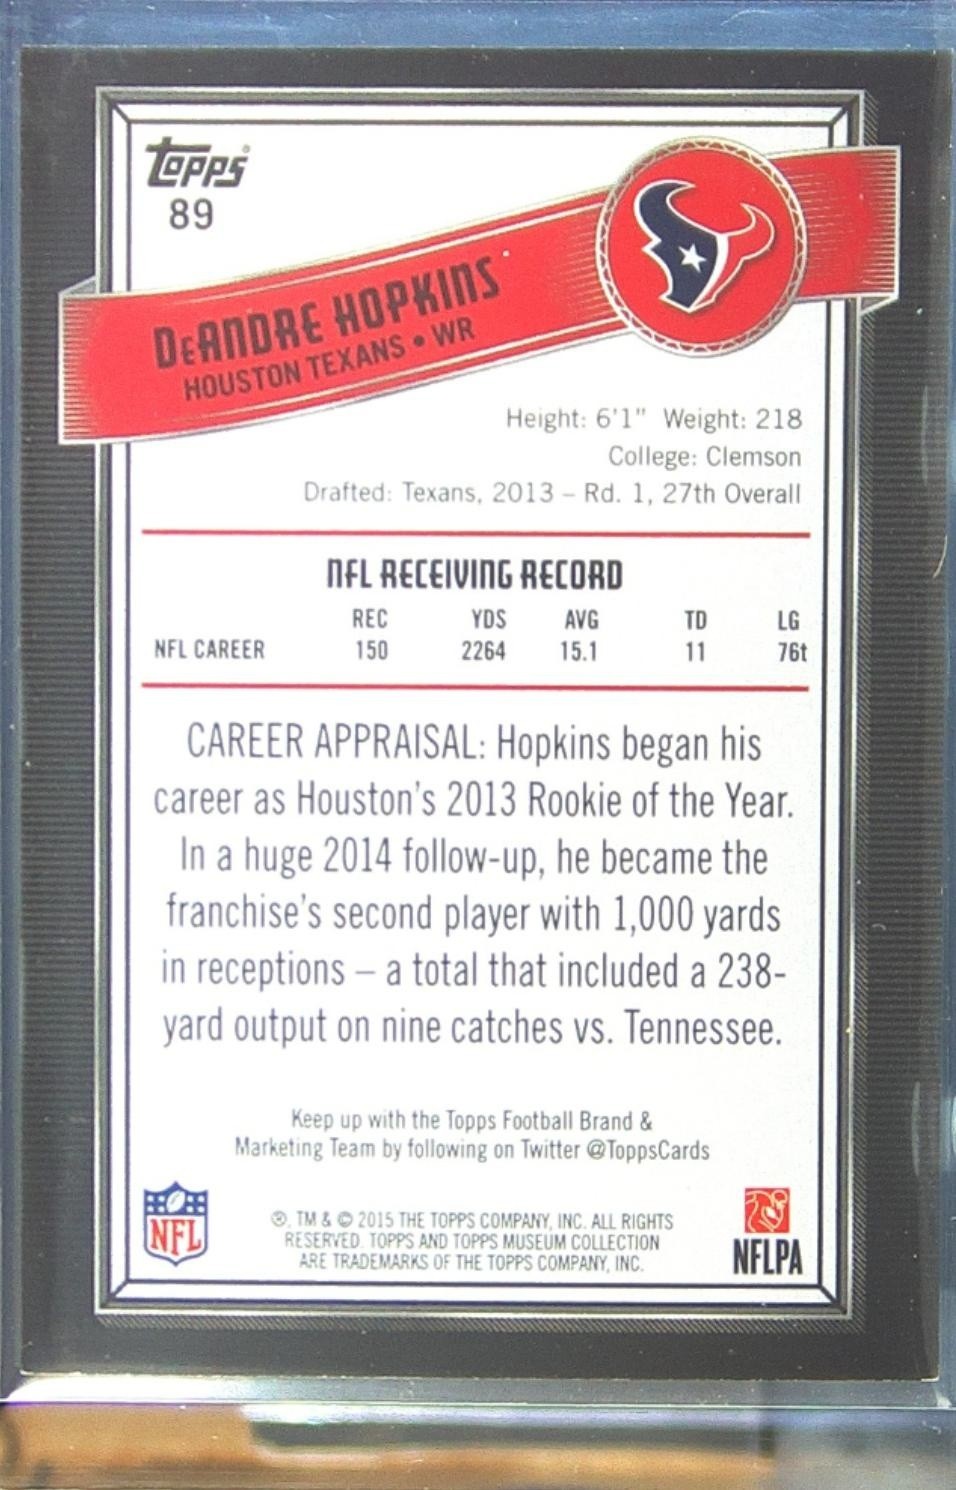 Topps
89
DeANDRE HOPKINS
HOUSTON TEXANS • WR
Height: 6'1" Weight: 218
College: Clemson
Drafted: Texans, 2013 – Rd. 1, 27th Overall
NFL RECEIVING RECORD
REC YDS AVG TD LG
NFL CAREER 150 2264 15.1 11 76t
CAREER APPRAISAL: Hopkins began his
career as Houston's 2013 Rookie of the Year.
In a huge 2014 follow-up, he became the
franchise's second player with 1,000 yards
in receptions – a total that included a 238-
yard output on nine catches vs. Tennessee.
Keep up with the Topps Football Brand &
Marketing Team by following on Twitter @ToppsCards
NFL
®, TM & © 2015 THE TOPPS COMPANY, INC. ALL RIGHTS
RESERVED. TOPPS AND TOPPS MUSEUM COLLECTION
ARE TRADEMARKS OF THE TOPPS COMPANY, INC.
NFLPA